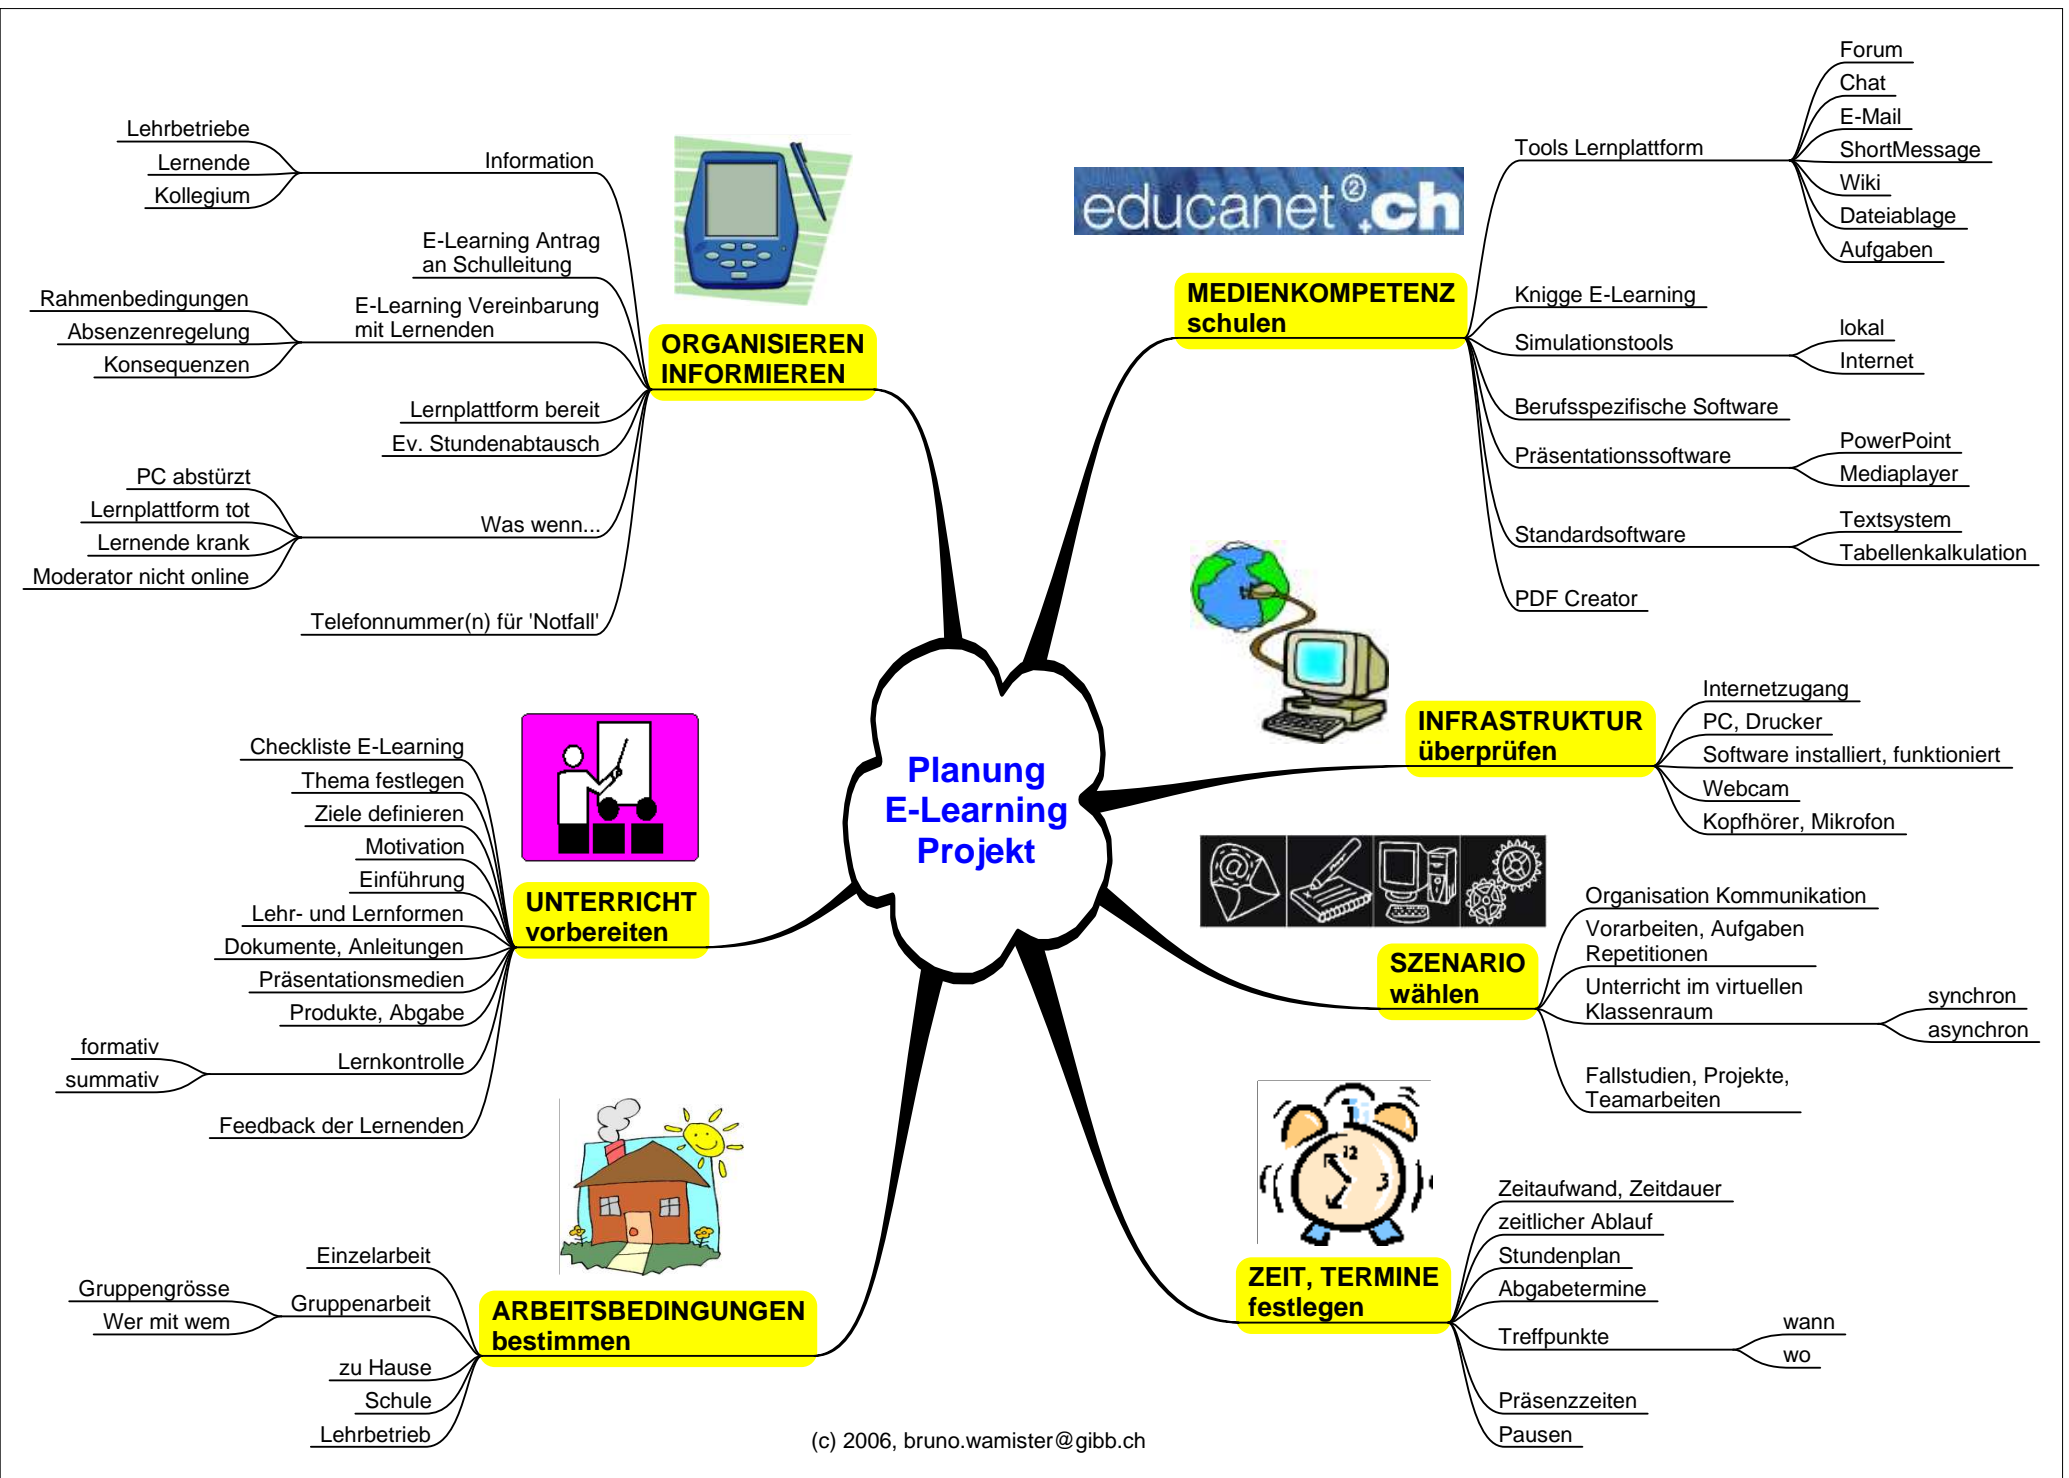 Planung
E-Learning
Projekt
educanet²
.ch
MEDIENKOMPETENZ
schulen
Tools Lernplattform
Forum
Chat
E-Mail
ShortMessage
Wiki
Dateiablage
Aufgaben
Knigge E-Learning
Simulationstools
lokal
Internet
Berufsspezifische Software
Präsentationssoftware
PowerPoint
Mediaplayer
Standardsoftware
Textsystem
Tabellenkalkulation
PDF Creator
INFRASTRUKTUR
überprüfen
Internetzugang
PC, Drucker
Software installiert, funktioniert
Webcam
Kopfhörer, Mikrofon
@
SZENARIO
wählen
Organisation Kommunikation
Vorarbeiten, Aufgaben
Repetitionen
Unterricht im virtuellen
Klassenraum
synchron
asynchron
Fallstudien, Projekte,
Teamarbeiten
12
3
ZEIT, TERMINE
festlegen
Zeitaufwand, Zeitdauer
zeitlicher Ablauf
Stundenplan
Abgabetermine
Treffpunkte
wann
wo
Präsenzzeiten
Pausen
ORGANISIEREN
INFORMIEREN
Information
Lehrbetriebe
Lernende
Kollegium
E-Learning Antrag
an Schulleitung
E-Learning Vereinbarung
mit Lernenden
Rahmenbedingungen
Absenzenregelung
Konsequenzen
Lernplattform bereit
Ev. Stundenabtausch
Was wenn...
PC abstürzt
Lernplattform tot
Lernende krank
Moderator nicht online
Telefonnummer(n) für 'Notfall'
UNTERRICHT
vorbereiten
Checkliste E-Learning
Thema festlegen
Ziele definieren
Motivation
Einführung
Lehr- und Lernformen
Dokumente, Anleitungen
Präsentationsmedien
Produkte, Abgabe
Lernkontrolle
formativ
summativ
Feedback der Lernenden
ARBEITSBEDINGUNGEN
bestimmen
Einzelarbeit
Gruppenarbeit
Gruppengrösse
Wer mit wem
zu Hause
Schule
Lehrbetrieb
(c) 2006, bruno.wamister@gibb.ch